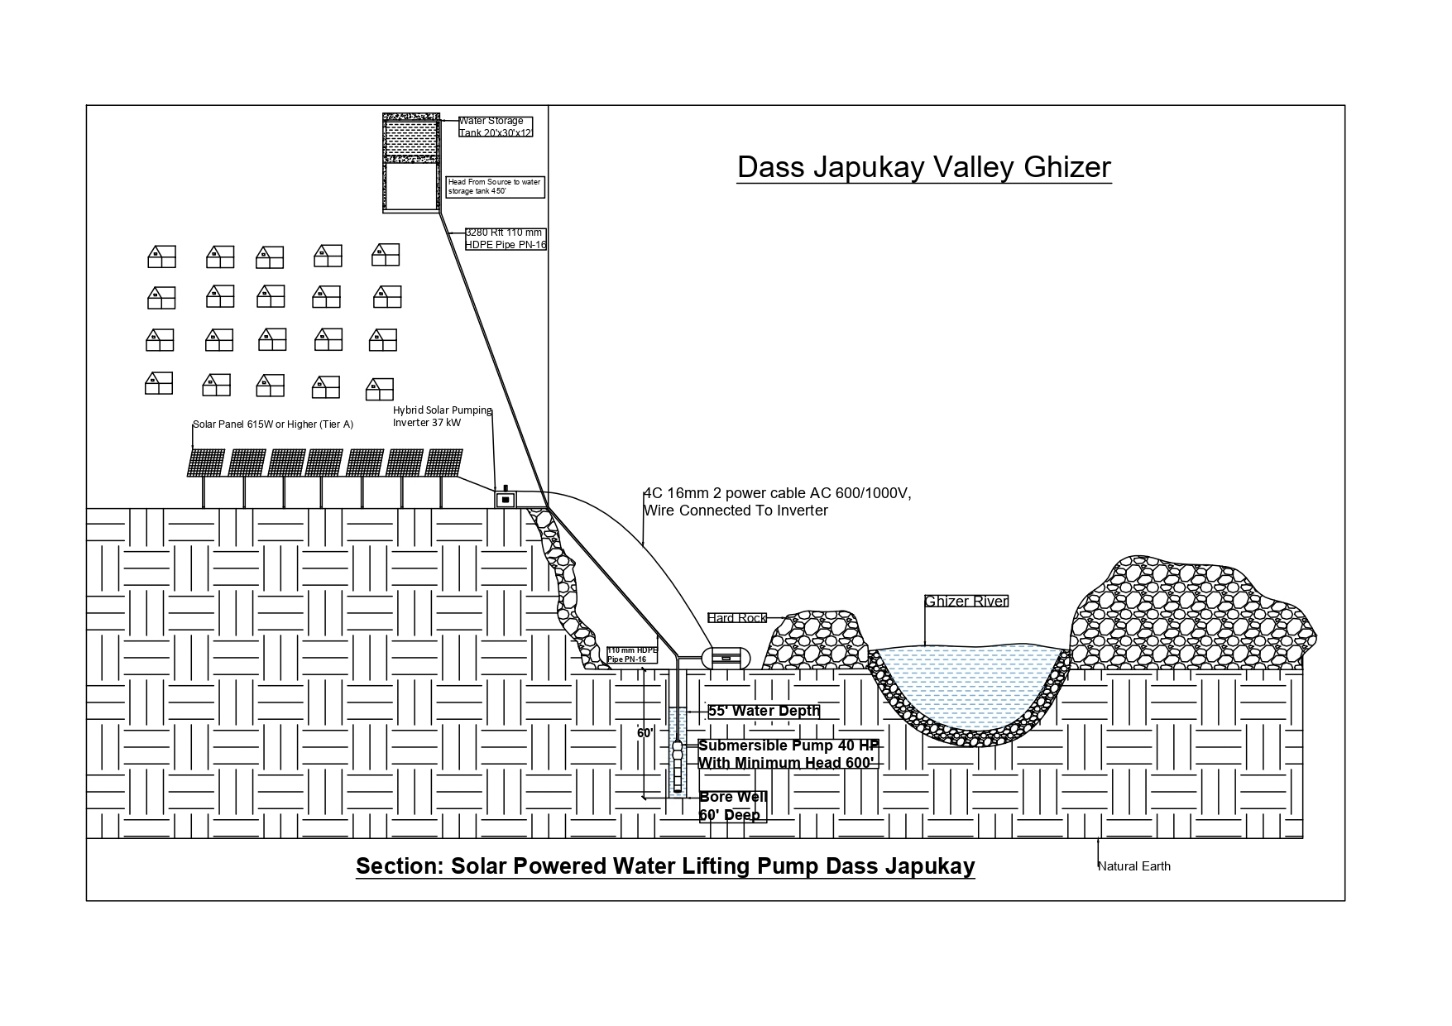 Water Storage
Tank 20'x30'x12'
Dass Japukay Valley Ghizer
Head From Source to water
storage tank 450'
3280 Rft 110 mm
HDPE Pipe PN-16
Hybrid Solar Pumping
Inverter 37 kW
Solar Panel 615W or Higher (Tier A)
4C 16mm 2 power cable AC 600/1000V,
Wire Connected To Inverter
Ghizer River
Hard Rock
110 mm HDPE
Pipe PN-16
55' Water Depth
60'
Submersible Pump 40 HP
With Minimum Head 600'
Bore Well
60' Deep
Section: Solar Powered Water Lifting Pump Dass Japukay
Natural Earth